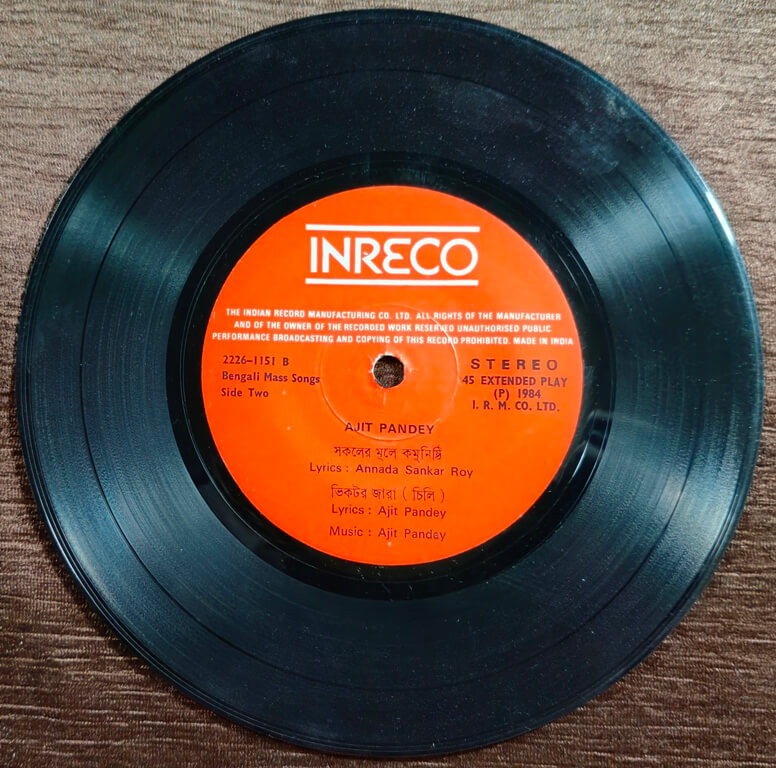 INRECO
THE INDIAN RECORD MANUFACTURING CO. LTD. ALL RIGHTS OF THE MANUFACTURER
AND OF THE OWNER OF THE RECORDED WORK RESERVED UNAUTHORISED PUBLIC
PERFORMANCE BROADCASTING AND COPYING OF THIS RECORD PROHIBITED. MADE IN INDIA
2226-1151 B
Bengali Mass Songs
Side Two
STEREO
45 EXTENDED PLAY
(P) 1984
I. R. M. CO. LTD.
AJIT PANDEY
সকলের মূলে কমুনিষ্টি
Lyrics : Annada Sankar Roy
ভিকটর জারা ( চিলি )
Lyrics : Ajit Pandey
Music : Ajit Pandey